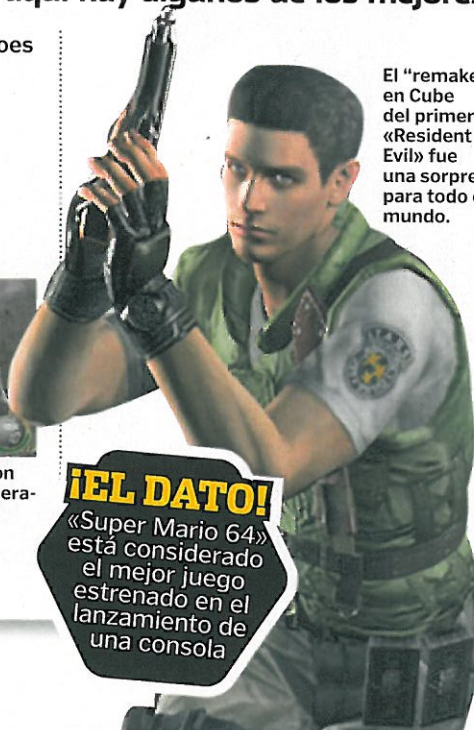 aquí hay algunos de los mejores
oes
El “remake
en Cube
del primer
«Resident
Evil» fue
una sorpre
para todo e
mundo.
on
era-
¡EL DATO!
«Super Mario 64»
está considerado
el mejor juego
estrenado en el
lanzamiento de
una consola